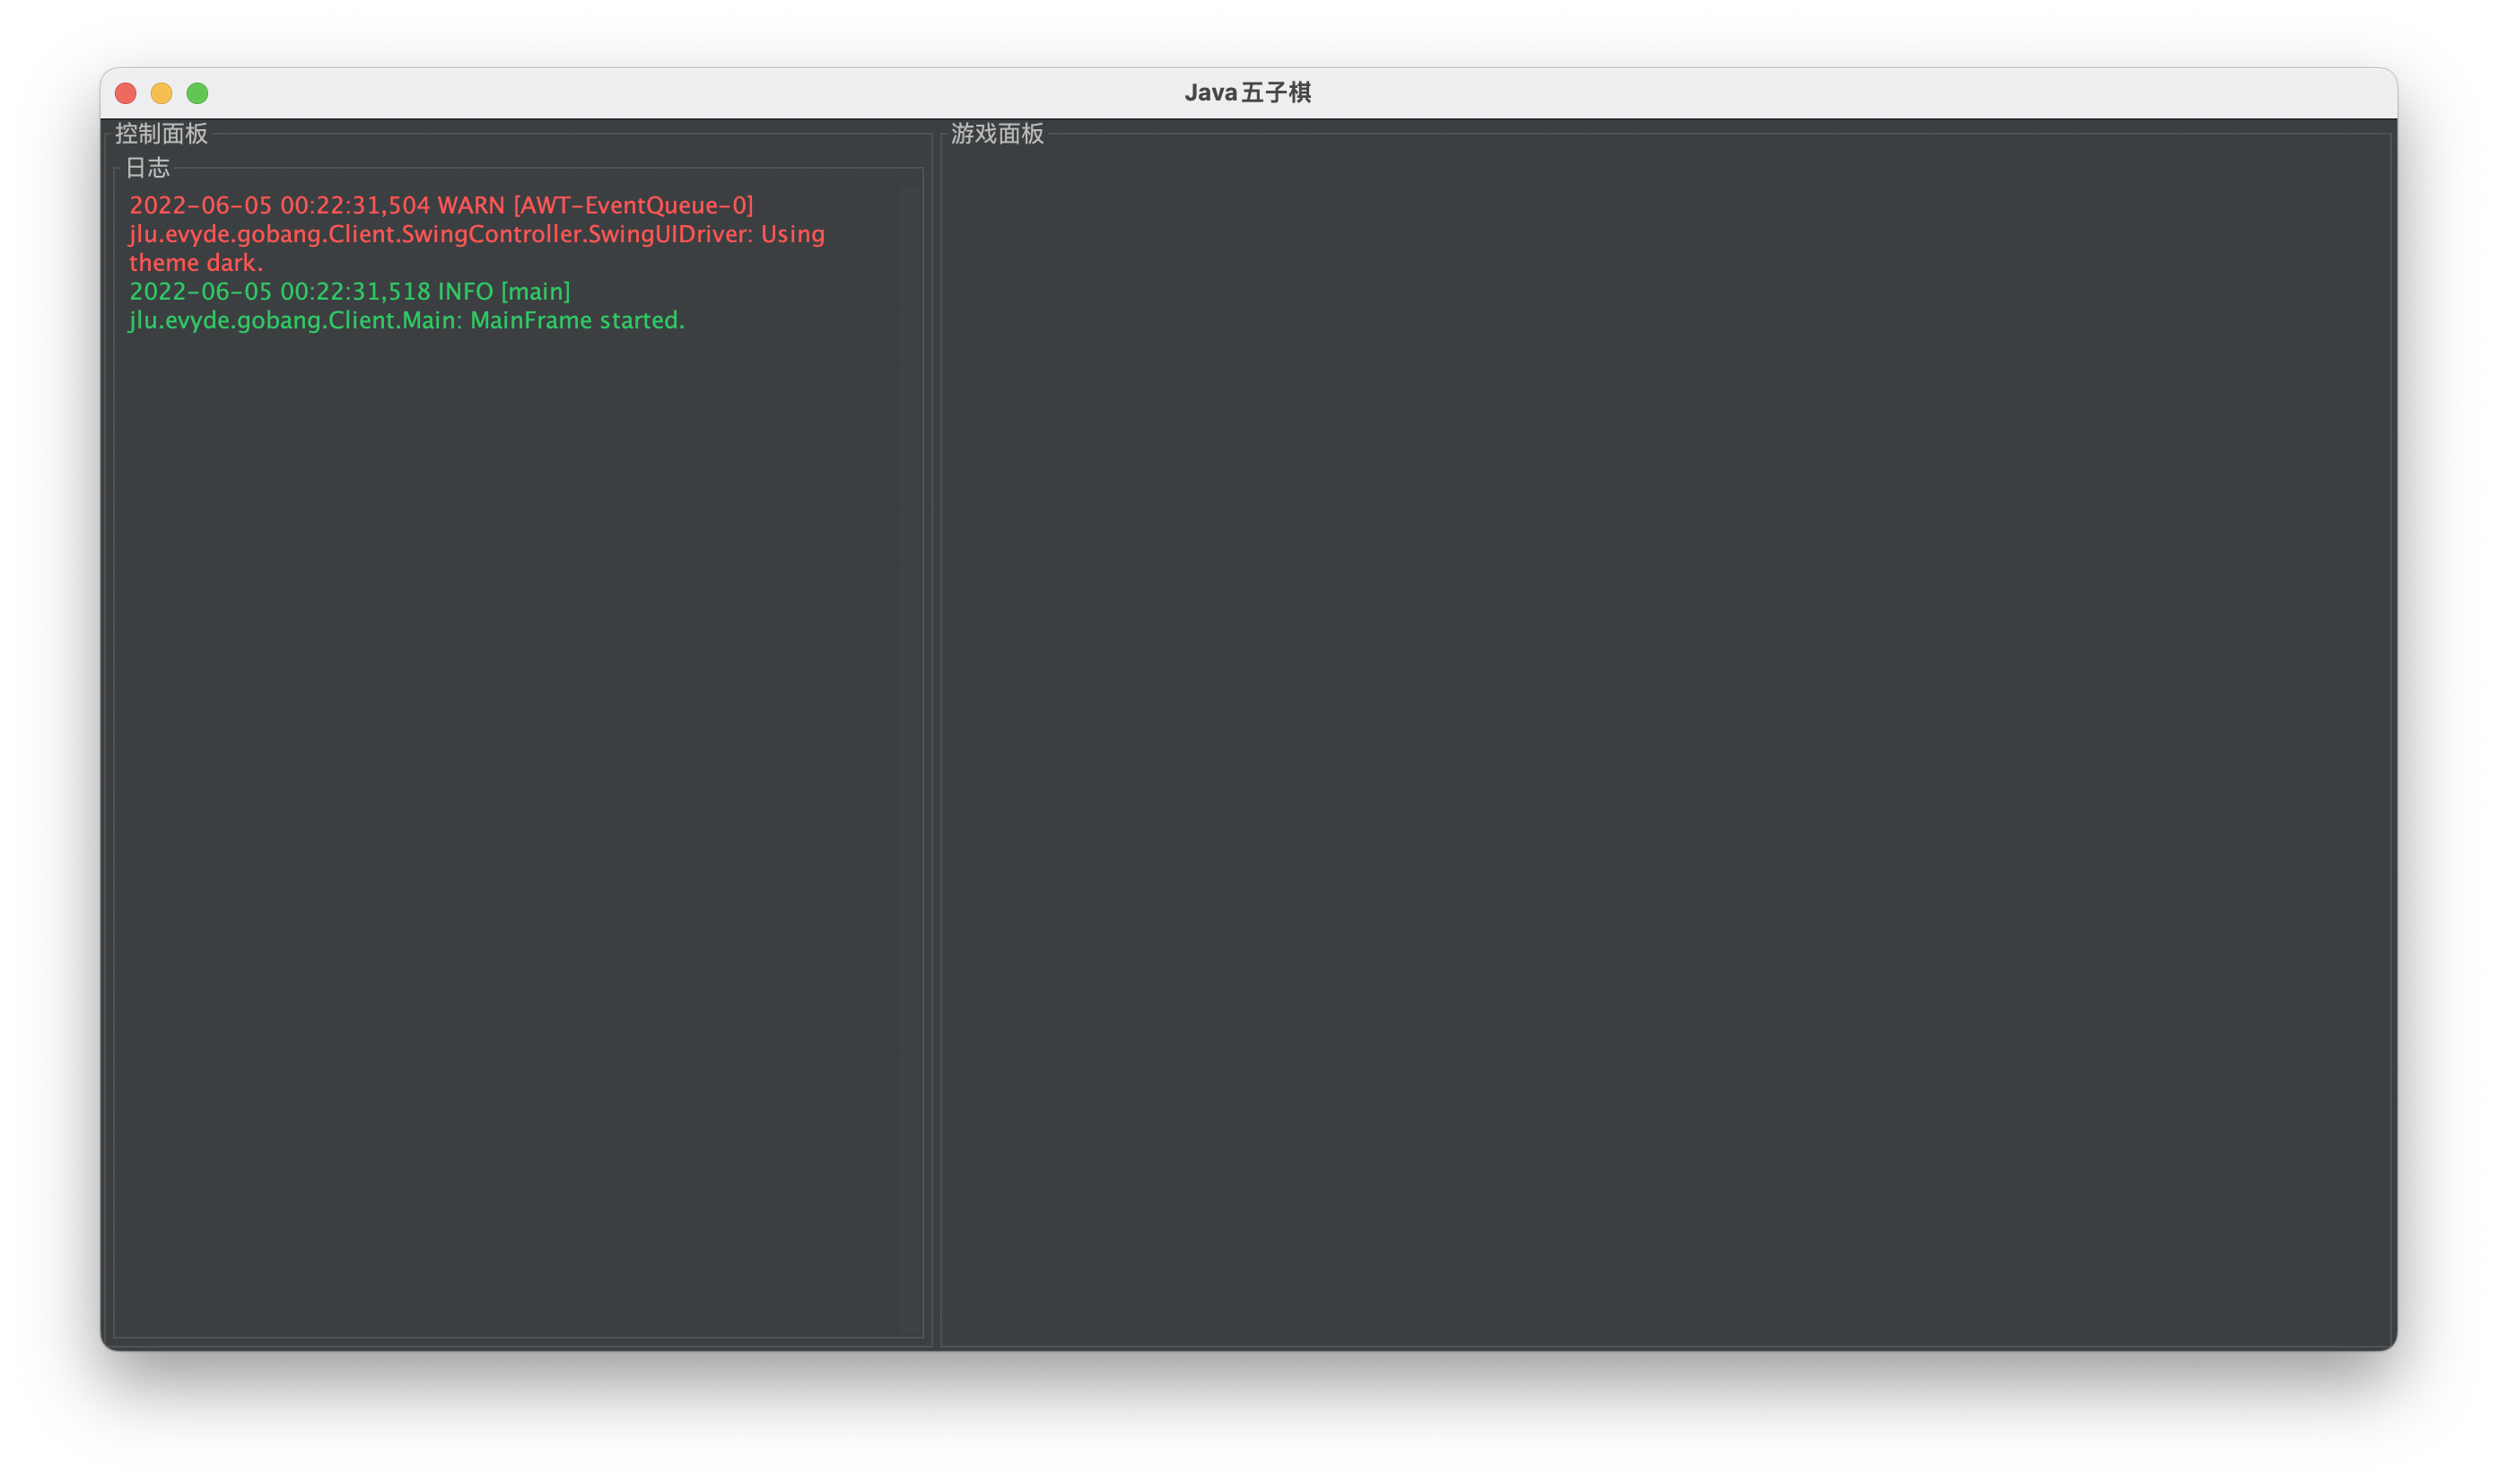 Java 五子棋
控制面板
游戏面板
日志
2022-06-05 00:22:31,504 WARN [AWT-EventQueue-0]
jlu.evyde.gobang.Client.SwingController.SwingUIDriver: Using
theme dark.
2022-06-05 00:22:31,518 INFO [main]
jlu.evyde.gobang.Client.Main: MainFrame started.